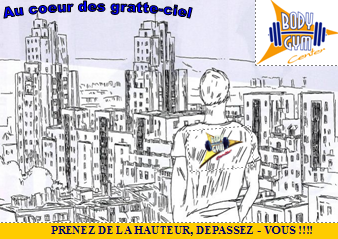 Au coeur des gratte-ciel
BODY
GYM
Center
PRENEZ DE LA HAUTEUR, DEPASSEZ - VOUS !!!!